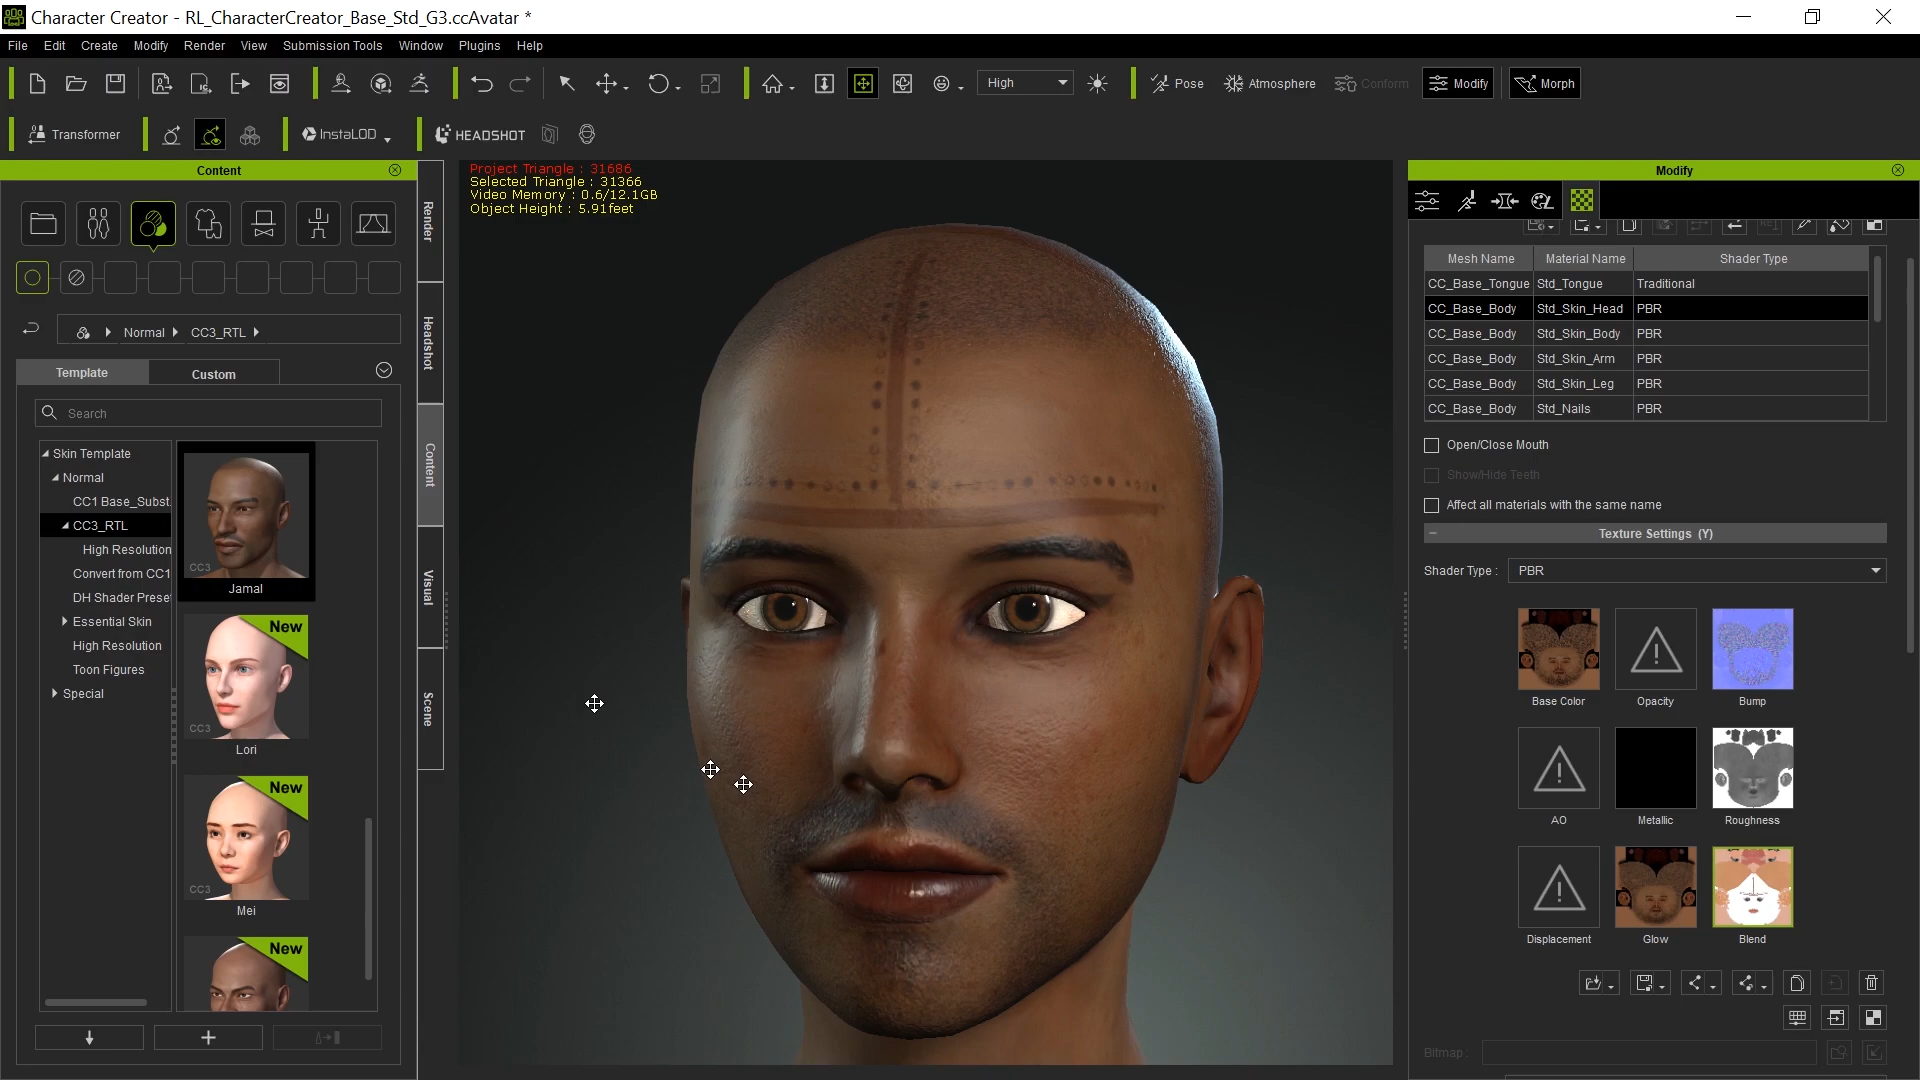 Character Creator - RL_CharacterCreator_Base_Std_G3.ccAvatar *
File Edit Create Modify Render View Submission Tools Window Plugins Help
High Pose Atmosphere Conform Modify Morph
Transformer InstaLOD HEADSHOT
Content
Normal CC3_RTL
Template Custom
Search
Skin Template
Normal
CC1 Base_Subst
CC3_RTL
High Resolution
Convert from CC1
DH Shader Prese
Essential Skin
High Resolution
Toon Figures
Special
CC3
Jamal
New
CC3
Lori
New
CC3
Mei
New
Render
Headshot
Content
Visual
Scene
Project Triangle : 31686
Selected Triangle : 31366
Video Memory : 0.6/12.1GB
Object Height : 5.91feet
Modify
Mesh Name Material Name Shader Type
CC_Base_Tongue Std_Tongue Traditional
CC_Base_Body Std_Skin_Head PBR
CC_Base_Body Std_Skin_Body PBR
CC_Base_Body Std_Skin_Arm PBR
CC_Base_Body Std_Skin_Leg PBR
CC_Base_Body Std_Nails PBR
Open/Close Mouth
Show/Hide Teeth
Affect all materials with the same name
Texture Settings (Y)
Shader Type : PBR
Base Color Opacity Bump
AO Metallic Roughness
Displacement Glow Blend
Bitmap :